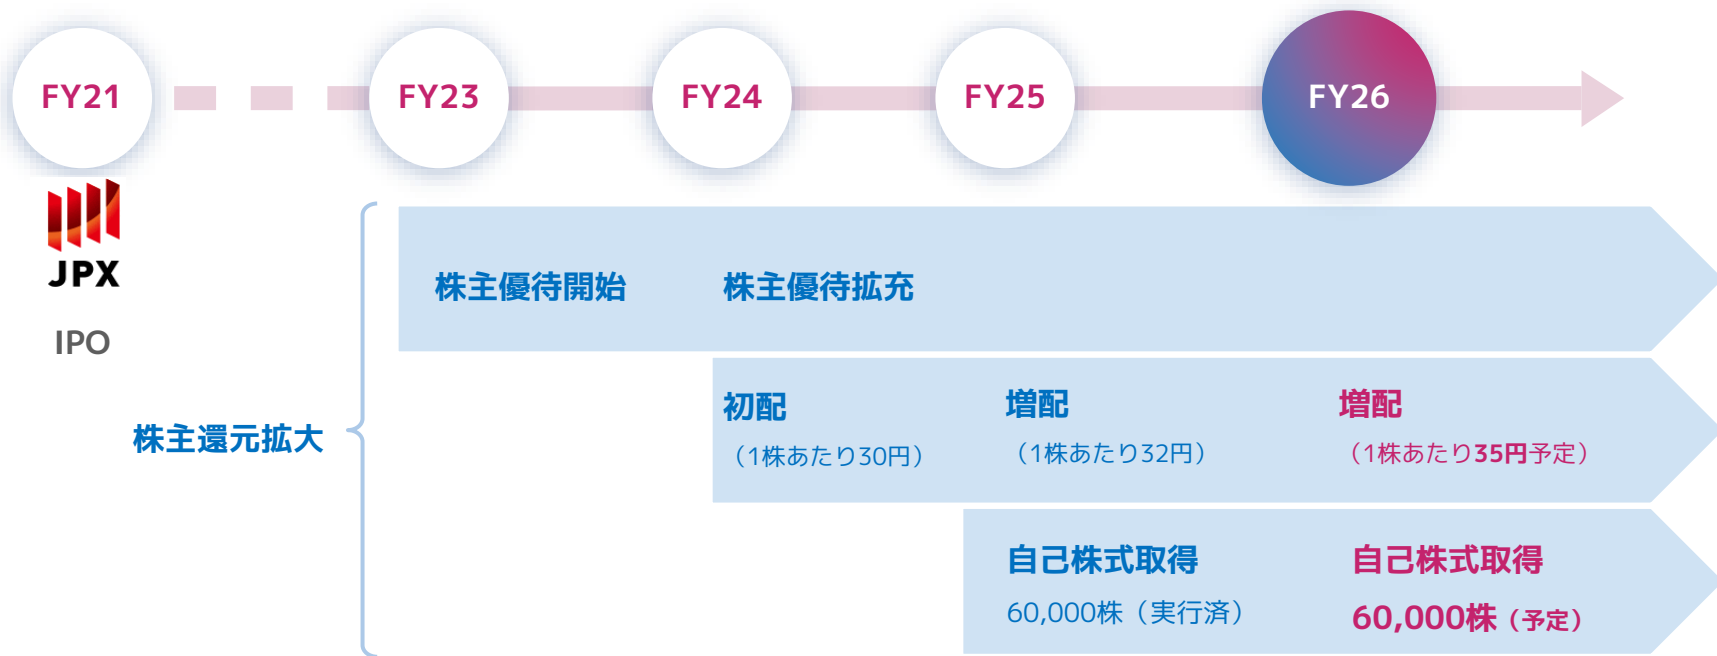 FY21
FY23
FY24
FY25
FY26
JPX
IPO
株主還元拡大
株主優待開始
株主優待拡充
初配
（1株あたり30円）
増配
（1株あたり32円）
増配
（1株あたり35円予定）
自己株式取得
60,000株（実行済）
自己株式取得
60,000株（予定）